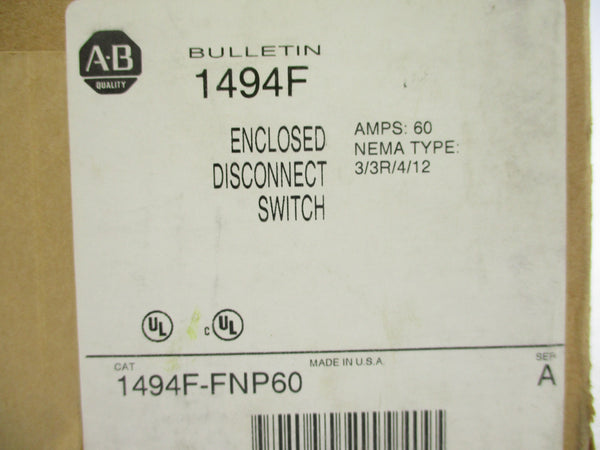 A-B
QUALITY
BULLETIN
1494F
ENCLOSED
DISCONNECT
SWITCH
AMPS: 60
NEMA TYPE:
3/3R/4/12
UL
c UL
CAT
MADE IN U.S.A.
SER
1494F-FNP60
A